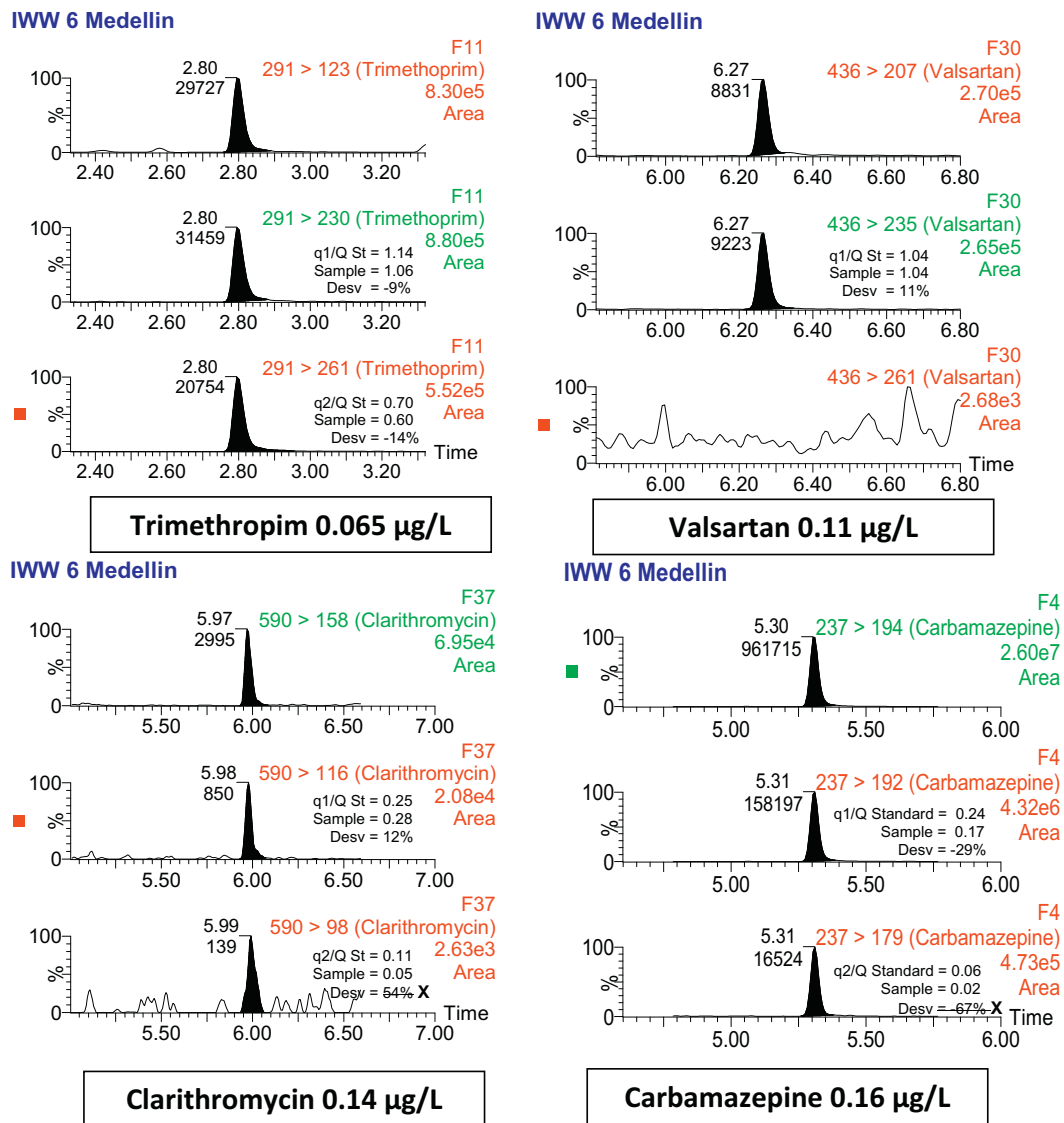 IWW 6 Medellin
F11
2.80 291 > 123 (Trimethoprim)
29727 8.30e5
Area
100
%
0
2.40 2.60 2.80 3.00 3.20
F11
2.80 291 > 230 (Trimethoprim)
31459 8.80e5
Area
q1/Q St = 1.14
Sample = 1.06
Desv = -9%
100
%
0
2.40 2.60 2.80 3.00 3.20
F11
2.80 291 > 261 (Trimethoprim)
20754 5.52e5
Area
q2/Q St = 0.70
Sample = 0.60
Desv = -14%
100
%
0
Time
2.40 2.60 2.80 3.00 3.20
Trimethropim 0.065 µg/L
IWW 6 Medellin
F30
6.27 436 > 207 (Valsartan)
8831 2.70e5
Area
100
%
0
6.00 6.20 6.40 6.60 6.80
F30
6.27 436 > 235 (Valsartan)
9223 2.65e5
Area
q1/Q St = 1.04
Sample = 1.04
Desv = 11%
100
%
0
6.00 6.20 6.40 6.60 6.80
F30
436 > 261 (Valsartan)
2.68e3
Area
100
%
0
Time
6.00 6.20 6.40 6.60 6.80
Valsartan 0.11 µg/L
IWW 6 Medellin
F37
5.97 590 > 158 (Clarithromycin)
2995 6.95e4
Area
100
%
0
5.50 6.00 6.50 7.00
F37
5.98 590 > 116 (Clarithromycin)
850 2.08e4
Area
q1/Q St = 0.25
Sample = 0.28
Desv = 12%
100
%
0
5.50 6.00 6.50 7.00
F37
5.99 590 > 98 (Clarithromycin)
139 2.63e3
Area
q2/Q St = 0.11
Sample = 0.05
Desv = 54% X
100
%
0
Time
5.50 6.00 6.50 7.00
Clarithromycin 0.14 µg/L
IWW 6 Medellin
F4
5.30 237 > 194 (Carbamazepine)
961715 2.60e7
Area
100
%
0
5.00 5.50 6.00
F4
5.31 237 > 192 (Carbamazepine)
158197 4.32e6
Area
q1/Q Standard = 0.24
Sample = 0.17
Desv = -29%
100
%
0
5.00 5.50 6.00
F4
5.31 237 > 179 (Carbamazepine)
16524 4.73e5
Area
q2/Q Standard = 0.06
Sample = 0.02
Desv = -67% X
100
%
0
Time
5.00 5.50 6.00
Carbamazepine 0.16 µg/L